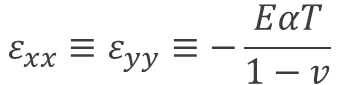 ε_xx ≡ ε_yy ≡ − EαT / (1 − υ)